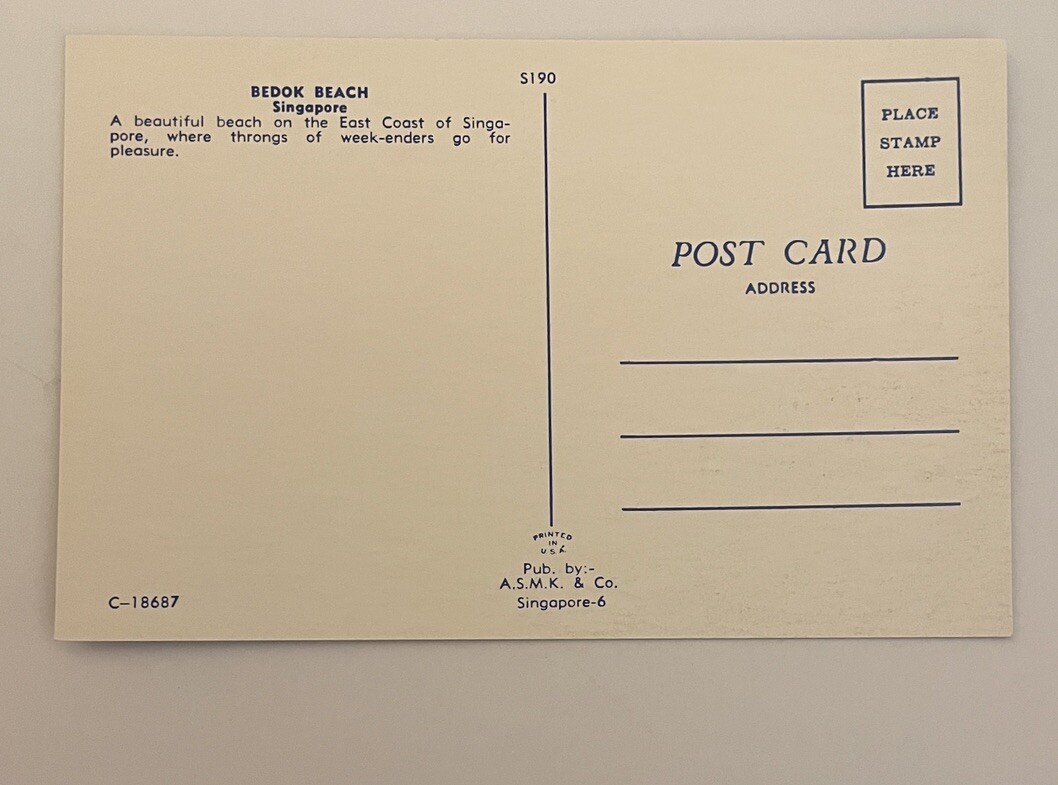 BEDOK BEACH
Singapore
A beautiful beach on the East Coast of Singa-
pore, where throngs of week-enders go for
pleasure.
C-18687
S190
PRINTED
IN
U.S.A.
Pub. by:-
A.S.M.K. & Co.
Singapore-6
PLACE
STAMP
HERE
POST CARD
ADDRESS